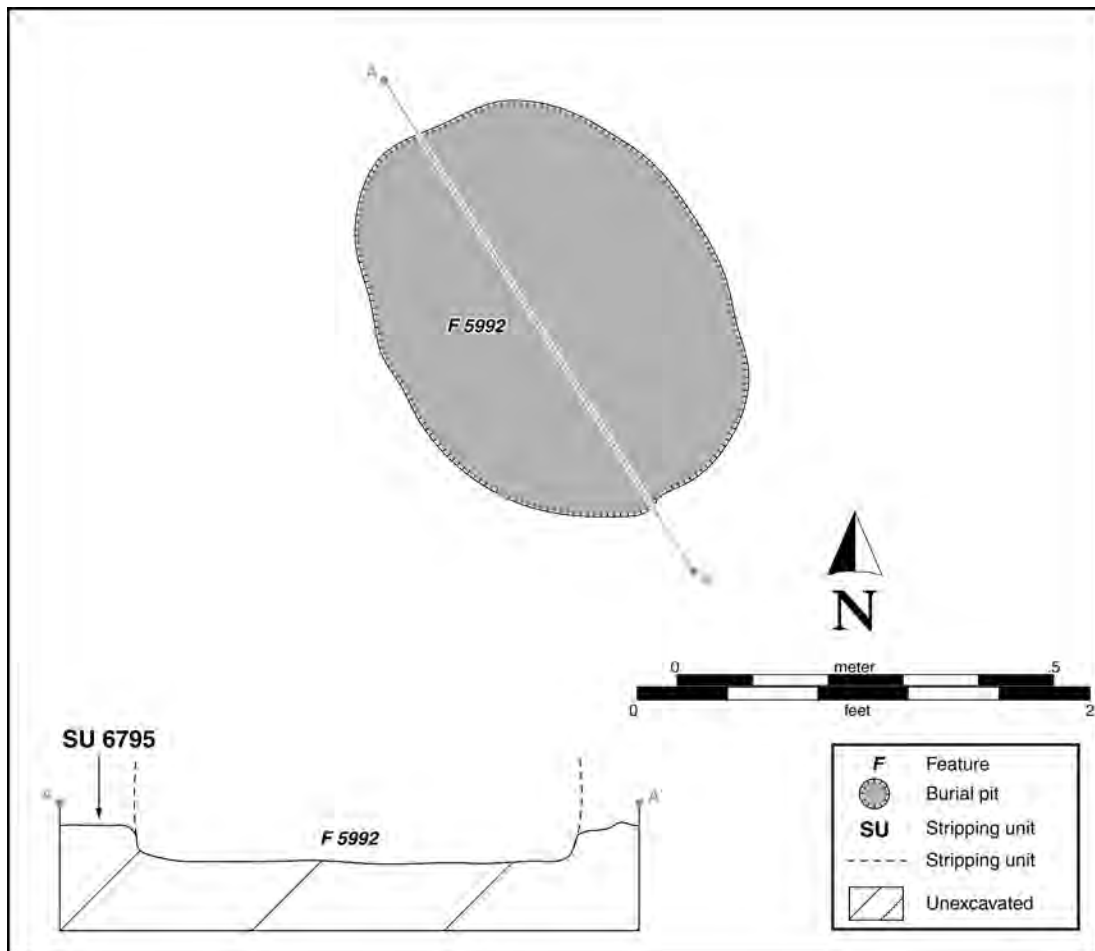 A
F 5992
N
0 meter .5
0 feet 2
SU 6795
a A'
F 5992
F Feature
Burial pit
SU Stripping unit
Stripping unit
Unexcavated